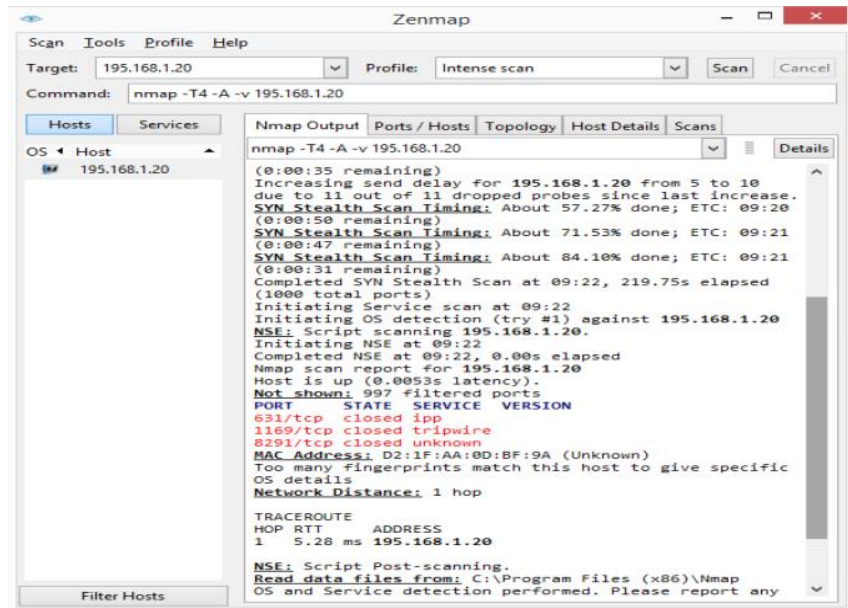 Zenmap
Scan Tools Profile Help
Target: 195.168.1.20 Profile: Intense scan Scan Cancel
Command: nmap -T4 -A -v 195.168.1.20
Hosts Services
OS Host
195.168.1.20
Filter Hosts
Nmap Output Ports / Hosts Topology Host Details Scans
nmap -T4 -A -v 195.168.1.20 Details
(0:00:35 remaining)
Increasing send delay for 195.168.1.20 from 5 to 10
due to 11 out of 11 dropped probes since last increase.
SYN Stealth Scan Timing: About 57.27% done; ETC: 09:20
(0:00:50 remaining)
SYN Stealth Scan Timing: About 71.53% done; ETC: 09:21
(0:00:47 remaining)
SYN Stealth Scan Timing: About 84.10% done; ETC: 09:21
(0:00:31 remaining)
Completed SYN Stealth Scan at 09:22, 219.75s elapsed
(1000 total ports)
Initiating Service scan at 09:22
Initiating OS detection (try #1) against 195.168.1.20
NSE: Script scanning 195.168.1.20.
Initiating NSE at 09:22
Completed NSE at 09:22, 0.00s elapsed
Nmap scan report for 195.168.1.20
Host is up (0.0053s latency).
Not shown: 997 filtered ports
PORT STATE SERVICE VERSION
631/tcp closed ipp
1169/tcp closed tripwire
8291/tcp closed unknown
MAC Address: D2:1F:AA:0D:BF:9A (Unknown)
Too many fingerprints match this host to give specific
OS details
Network Distance: 1 hop
TRACEROUTE
HOP RTT ADDRESS
1 5.28 ms 195.168.1.20
NSE: Script Post-scanning.
Read data files from: C:\Program Files (x86)\Nmap
OS and Service detection performed. Please report any